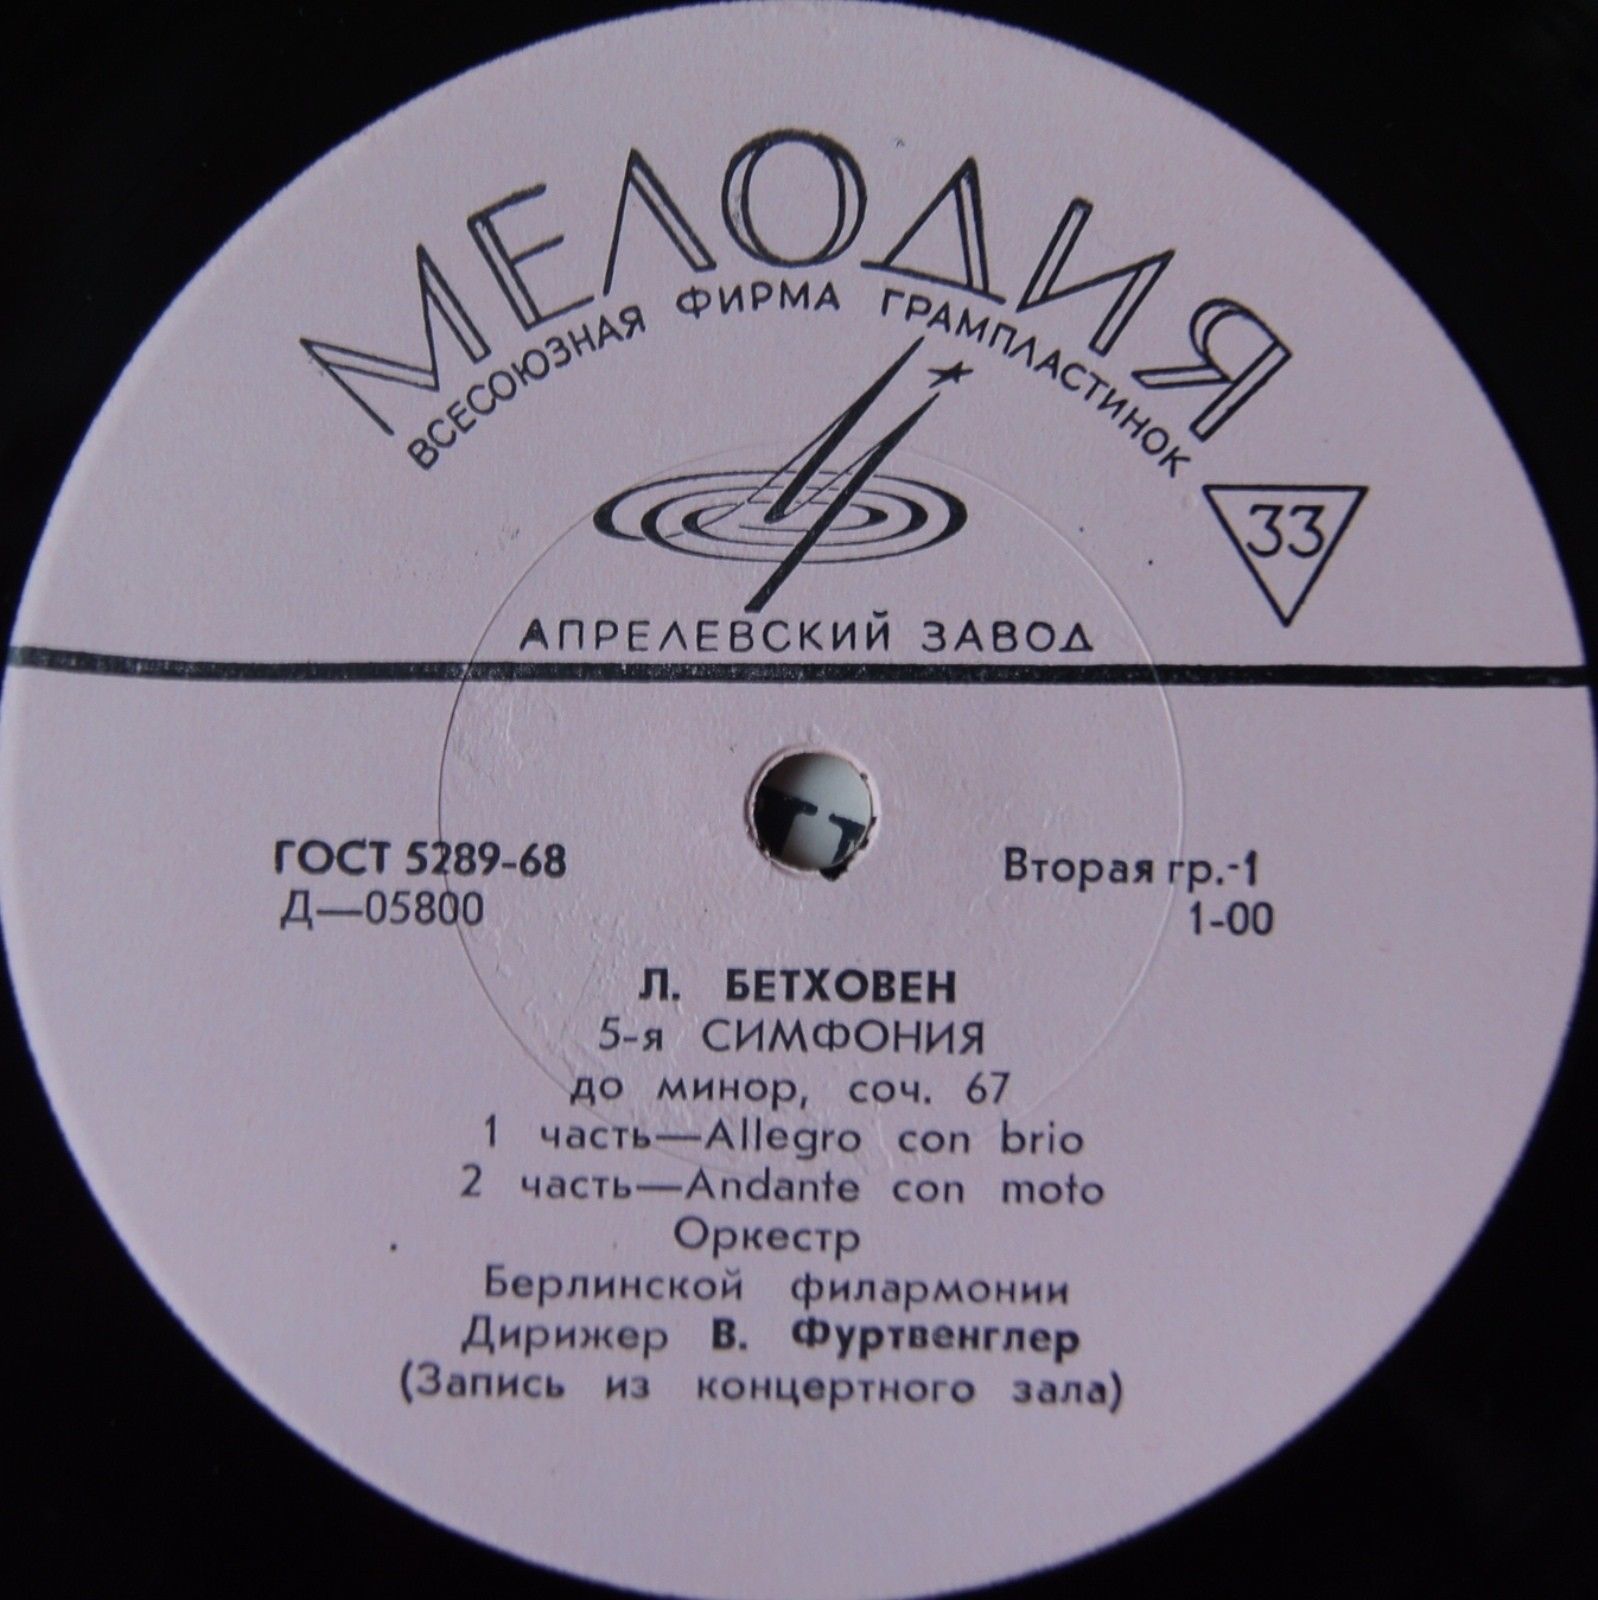 МЕЛОДИЯ
ВСЕСОЮЗНАЯ ФИРМА ГРАМПЛАСТИНОК
33
АПРЕЛЕВСКИЙ ЗАВОД
ГОСТ 5289-68
Вторая гр.-1
Д—05800
1-00
Л. БЕТХОВЕН
5-я СИМФОНИЯ
до минор, соч. 67
1 часть—Allegro con brio
2 часть—Andante con moto
Оркестр
Берлинской филармонии
Дирижер В. Фуртвенглер
(Запись из концертного зала)